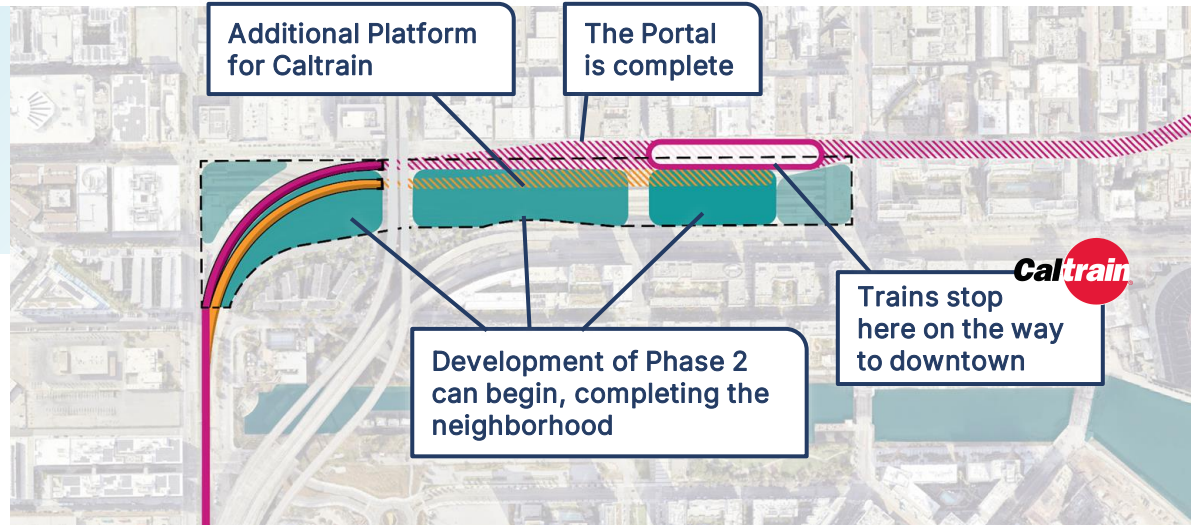 Additional Platform
for Caltrain
The Portal
is complete
Caltrain
Trains stop
here on the way
to downtown
Development of Phase 2
can begin, completing the
neighborhood